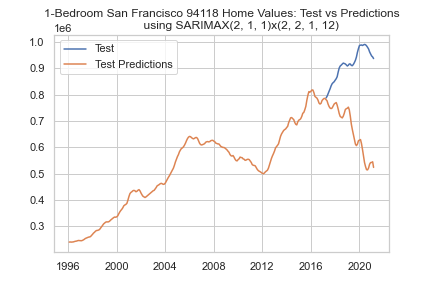 1-Bedroom San Francisco 94118 Home Values: Test vs Predictions
using SARIMAX(2, 1, 1)x(2, 2, 1, 12)
1e6
Test
Test Predictions
1.0
0.9
0.8
0.7
0.6
0.5
0.4
0.3
1996 2000 2004 2008 2012 2016 2020